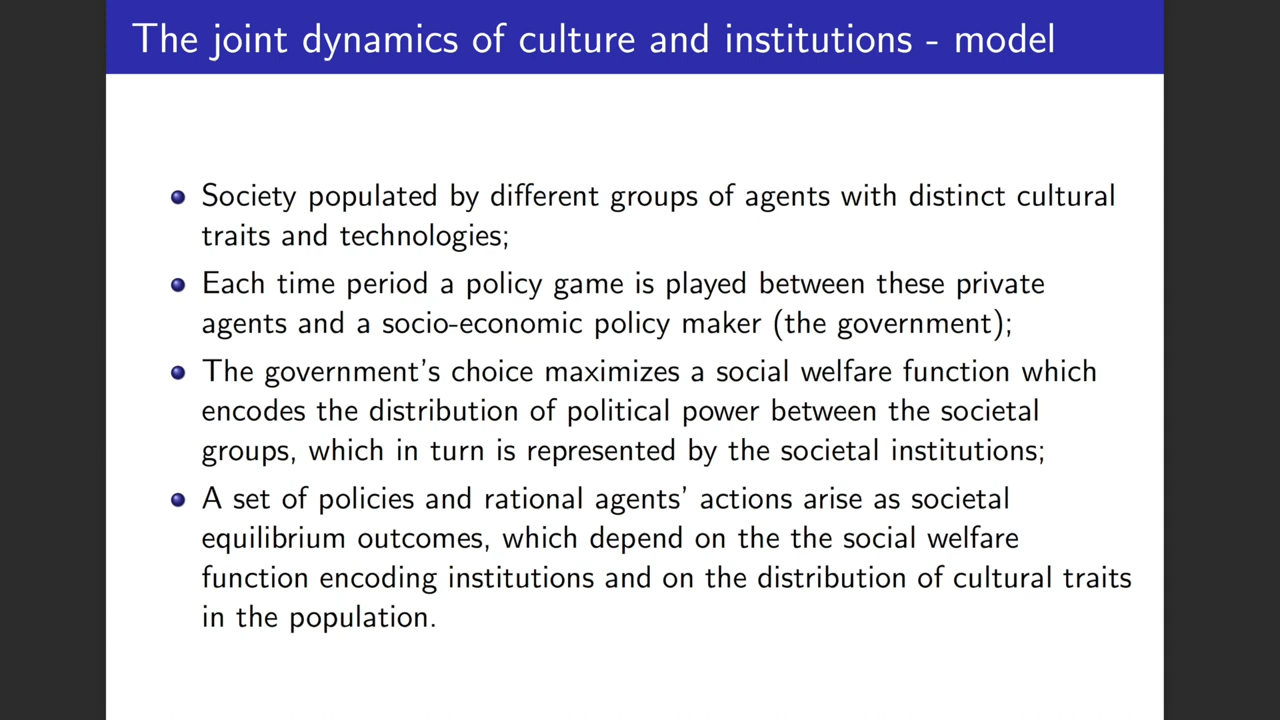 The joint dynamics of culture and institutions - model
Society populated by different groups of agents with distinct cultural
traits and technologies;
Each time period a policy game is played between these private
agents and a socio-economic policy maker (the government);
The government's choice maximizes a social welfare function which
encodes the distribution of political power between the societal
groups, which in turn is represented by the societal institutions;
A set of policies and rational agents' actions arise as societal
equilibrium outcomes, which depend on the the social welfare
function encoding institutions and on the distribution of cultural traits
in the population.